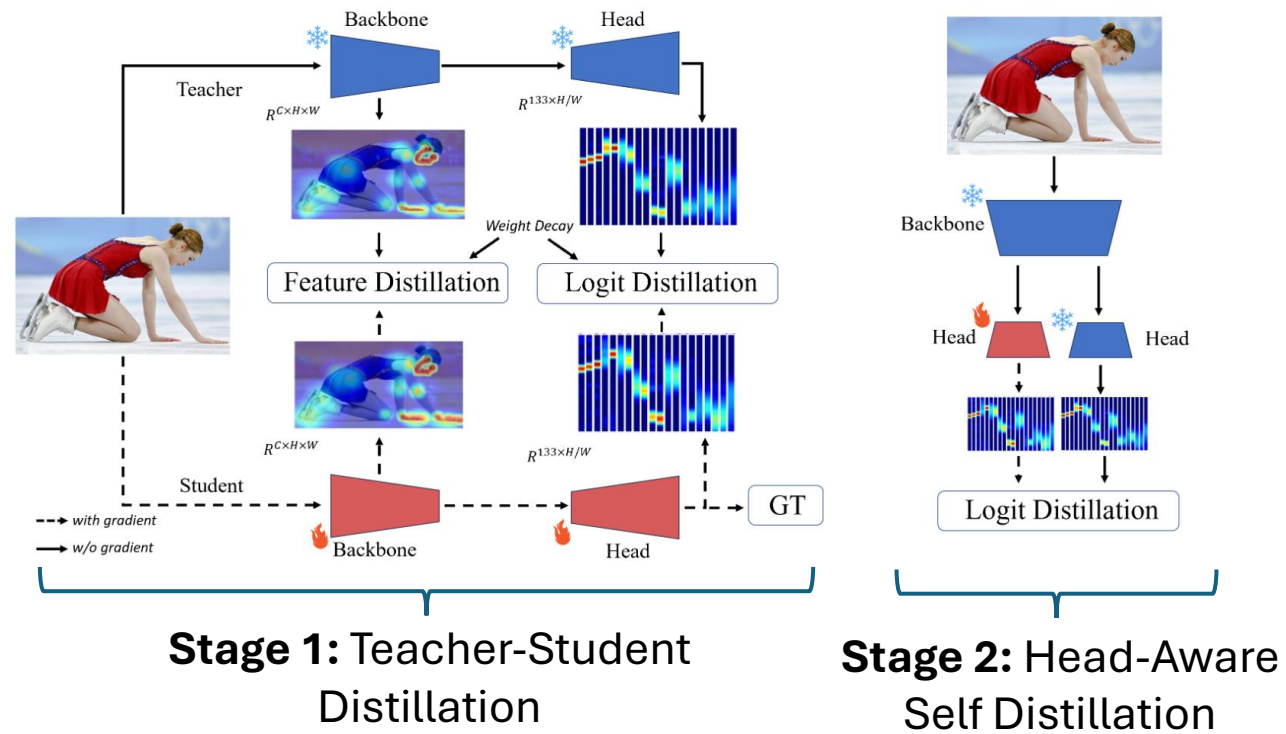 Backbone
Head
Teacher
R^{C×H×W}
R^{133×H/W}
Weight Decay
Feature Distillation
Logit Distillation
R^{C×H×W}
R^{133×H/W}
Student
GT
with gradient
w/o gradient
Backbone
Head
Stage 1: Teacher-Student
Distillation
Backbone
Head
Head
Logit Distillation
Stage 2: Head-Aware
Self Distillation